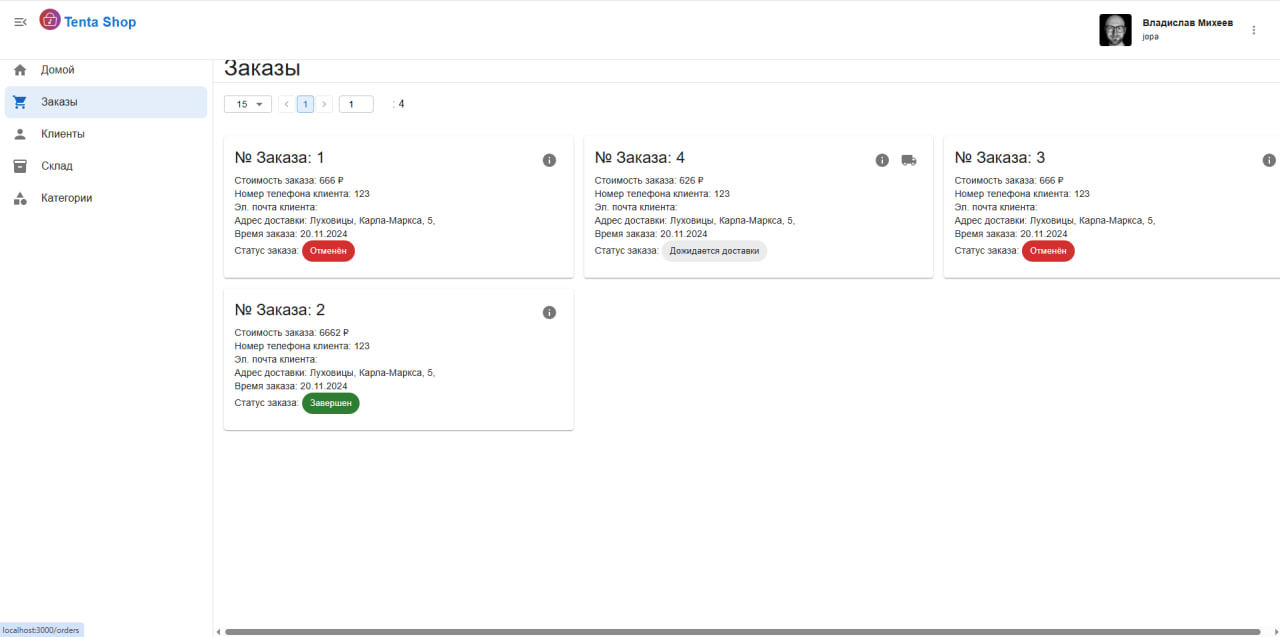 Tenta Shop
Владислав Михеев
jopa
Домой
Заказы
Клиенты
Склад
Категории
Заказы
15
1
1
: 4
№ Заказа: 1
Стоимость заказа: 666 ₽
Номер телефона клиента: 123
Эл. почта клиента:
Адрес доставки: Луховицы, Карла-Маркса, 5,
Время заказа: 20.11.2024
Статус заказа: Отменён
№ Заказа: 4
Стоимость заказа: 626 ₽
Номер телефона клиента: 123
Эл. почта клиента:
Адрес доставки: Луховицы, Карла-Маркса, 5,
Время заказа: 20.11.2024
Статус заказа: Дожидается доставки
№ Заказа: 3
Стоимость заказа: 666 ₽
Номер телефона клиента: 123
Эл. почта клиента:
Адрес доставки: Луховицы, Карла-Маркса, 5,
Время заказа: 20.11.2024
Статус заказа: Отменён
№ Заказа: 2
Стоимость заказа: 6662 ₽
Номер телефона клиента: 123
Эл. почта клиента:
Адрес доставки: Луховицы, Карла-Маркса, 5,
Время заказа: 20.11.2024
Статус заказа: Завершен
localhost:3000/orders